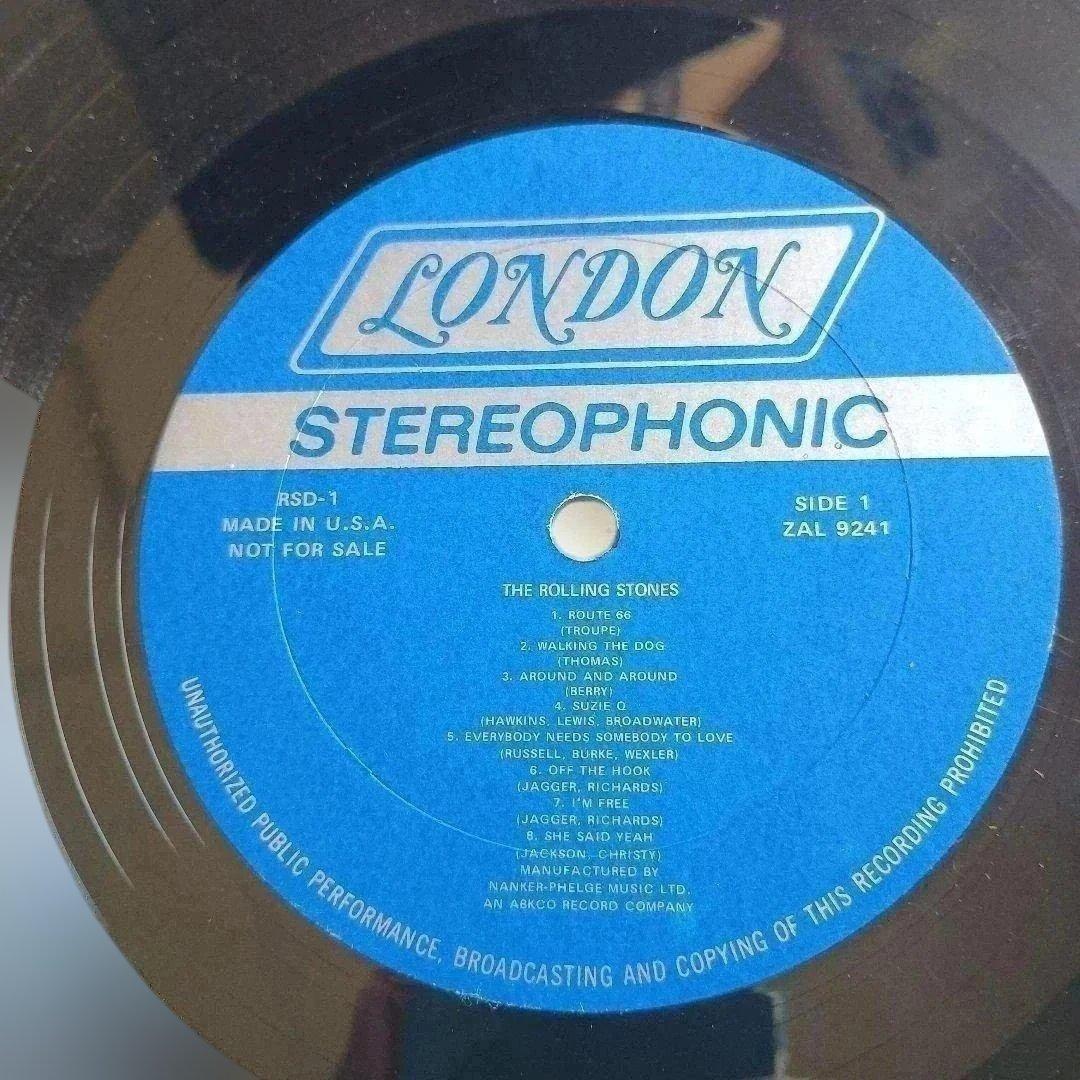 LONDON
STEREOPHONIC
RSD-1
MADE IN U.S.A.
NOT FOR SALE
SIDE 1
ZAL 9241
THE ROLLING STONES
1. ROUTE 66
(TROUPE)
2. WALKING THE DOG
(THOMAS)
3. AROUND AND AROUND
(BERRY)
4. SUZIE Q
(HAWKINS, LEWIS, BROADWATER)
5. EVERYBODY NEEDS SOMEBODY TO LOVE
(RUSSELL, BURKE, WEXLER)
6. OFF THE HOOK
(JAGGER, RICHARDS)
7. I'M FREE
(JAGGER, RICHARDS)
8. SHE SAID YEAH
(JACKSON, CHRISTY)
MANUFACTURED BY
NANKER-PHELGE MUSIC LTD.
AN ABKCO RECORD COMPANY
UNAUTHORIZED PUBLIC PERFORMANCE, BROADCASTING AND COPYING OF THIS RECORDING PROHIBITED